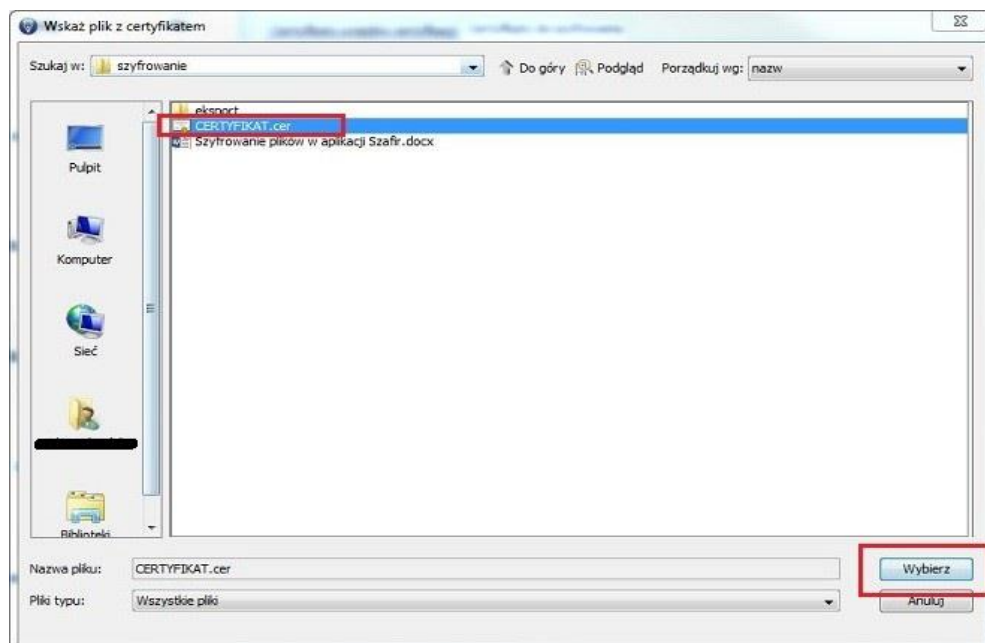 Wskaż plik z certyfikatem
Szukaj w: szyfrowanie Do góry Podgląd Porządkuj wg: nazw
eksport
CERTYFIKAT.cer
Szyfrowanie plików w aplikacji Szafir.docx
Pulpit
Komputer
Sieć
Biblioteki
Nazwa pliku: CERTYFIKAT.cer Wybierz
Pliki typu: Wszystkie pliki Anuluj